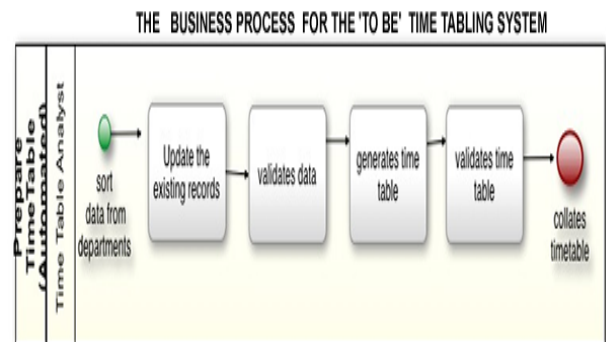 THE BUSINESS PROCESS FOR THE 'TO BE' TIME TABLING SYSTEM
Prepare
TimeTable
(Automated)
Time Table Analyst
sort
data from
departments
Update the
existing records
validates data
generates time
table
validates time
table
collates
timetable